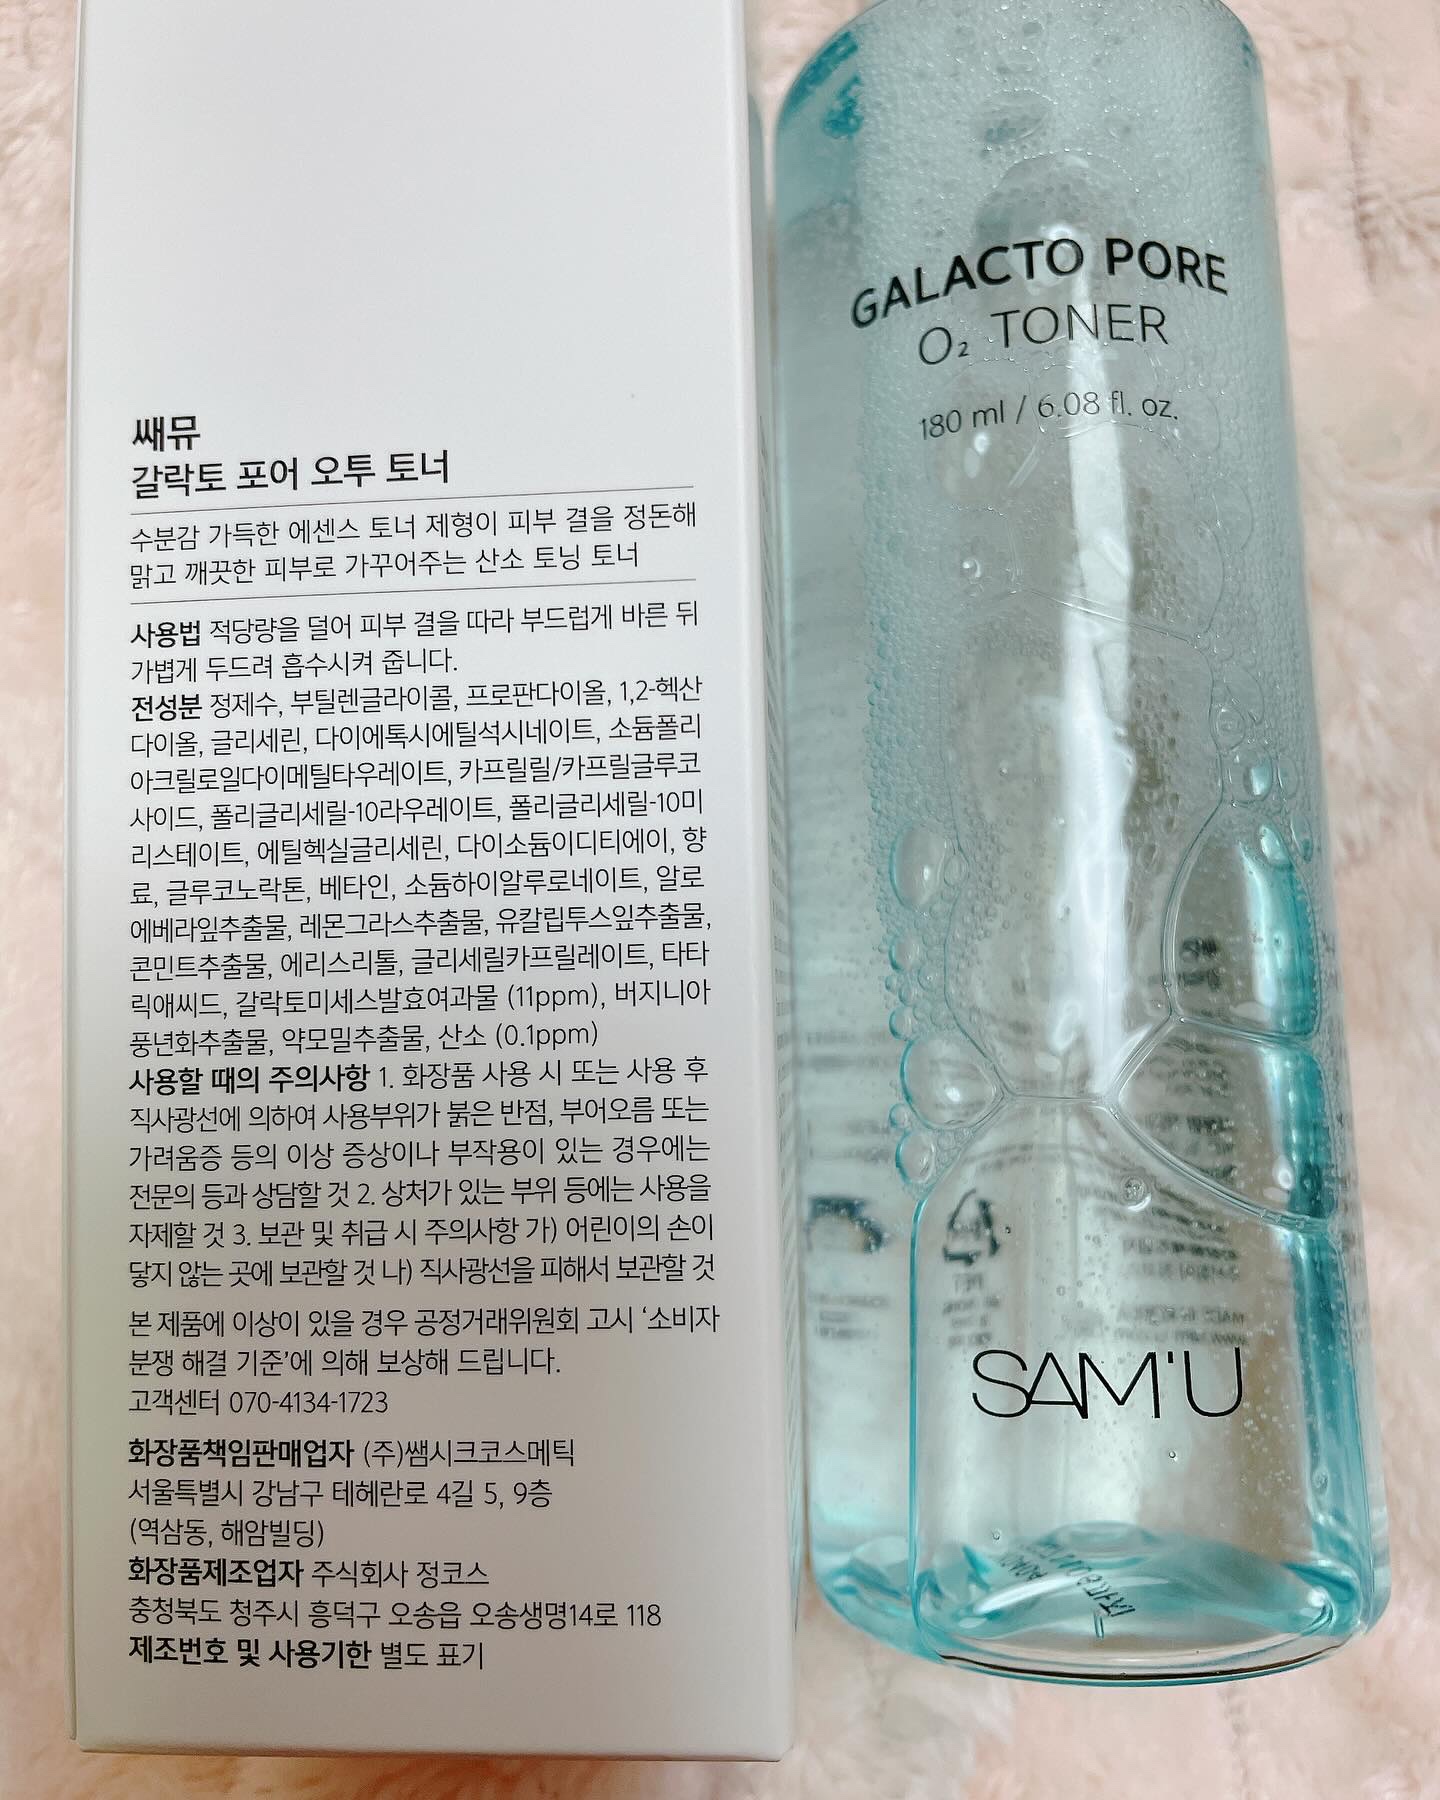 쌔뮤
갈락토 포어 오투 토너
수분감 가득한 에센스 토너 제형이 피부 결을 정돈해
맑고 깨끗한 피부로 가꾸어주는 산소 토닝 토너
사용법 적당량을 덜어 피부 결을 따라 부드럽게 바른 뒤
가볍게 두드려 흡수시켜 줍니다.
전성분 정제수, 부틸렌글라이콜, 프로판다이올, 1,2-헥산
다이올, 글리세린, 다이에톡시에틸석시네이트, 소듐폴리
아크릴로일다이메틸타우레이트, 카프릴릴/카프릴글루코
사이드, 폴리글리세릴-10라우레이트, 폴리글리세릴-10미
리스테이트, 에틸헥실글리세린, 다이소듐이디티에이, 향
료, 글루코노락톤, 베타인, 소듐하이알루로네이트, 알로
에베라잎추출물, 레몬그라스추출물, 유칼립투스잎추출물,
콘민트추출물, 에리스리톨, 글리세릴카프릴레이트, 타타
릭애씨드, 갈락토미세스발효여과물 (11ppm), 버지니아
풍년화추출물, 약모밀추출물, 산소 (0.1ppm)
사용할 때의 주의사항 1. 화장품 사용 시 또는 사용 후
직사광선에 의하여 사용부위가 붉은 반점, 부어오름 또는
가려움증 등의 이상 증상이나 부작용이 있는 경우에는
전문의 등과 상담할 것 2. 상처가 있는 부위 등에는 사용을
자제할 것 3. 보관 및 취급 시 주의사항 가) 어린이의 손이
닿지 않는 곳에 보관할 것 나) 직사광선을 피해서 보관할 것
본 제품에 이상이 있을 경우 공정거래위원회 고시 ‘소비자
분쟁 해결 기준’에 의해 보상해 드립니다.
고객센터 070-4134-1723
화장품책임판매업자 (주)쌤시크코스메틱
서울특별시 강남구 테헤란로 4길 5, 9층
(역삼동, 해암빌딩)
화장품제조업자 주식회사 정코스
충청북도 청주시 흥덕구 오송읍 오송생명14로 118
제조번호 및 사용기한 별도 표기
GALACTO PORE
O₂ TONER
180 ml / 6.08 fl. oz.
SAM'U